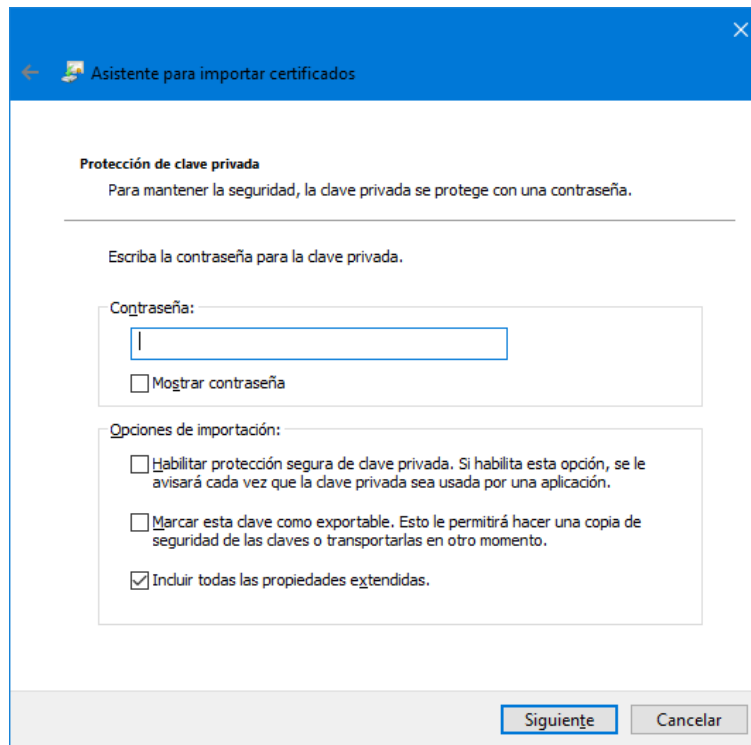 Asistente para importar certificados
Protección de clave privada
Para mantener la seguridad, la clave privada se protege con una contraseña.
Escriba la contraseña para la clave privada.
Contraseña:
Mostrar contraseña
Opciones de importación:
Habilitar protección segura de clave privada. Si habilita esta opción, se le
avisará cada vez que la clave privada sea usada por una aplicación.
Marcar esta clave como exportable. Esto le permitirá hacer una copia de
seguridad de las claves o transportarlas en otro momento.
Incluir todas las propiedades extendidas.
Siguiente
Cancelar